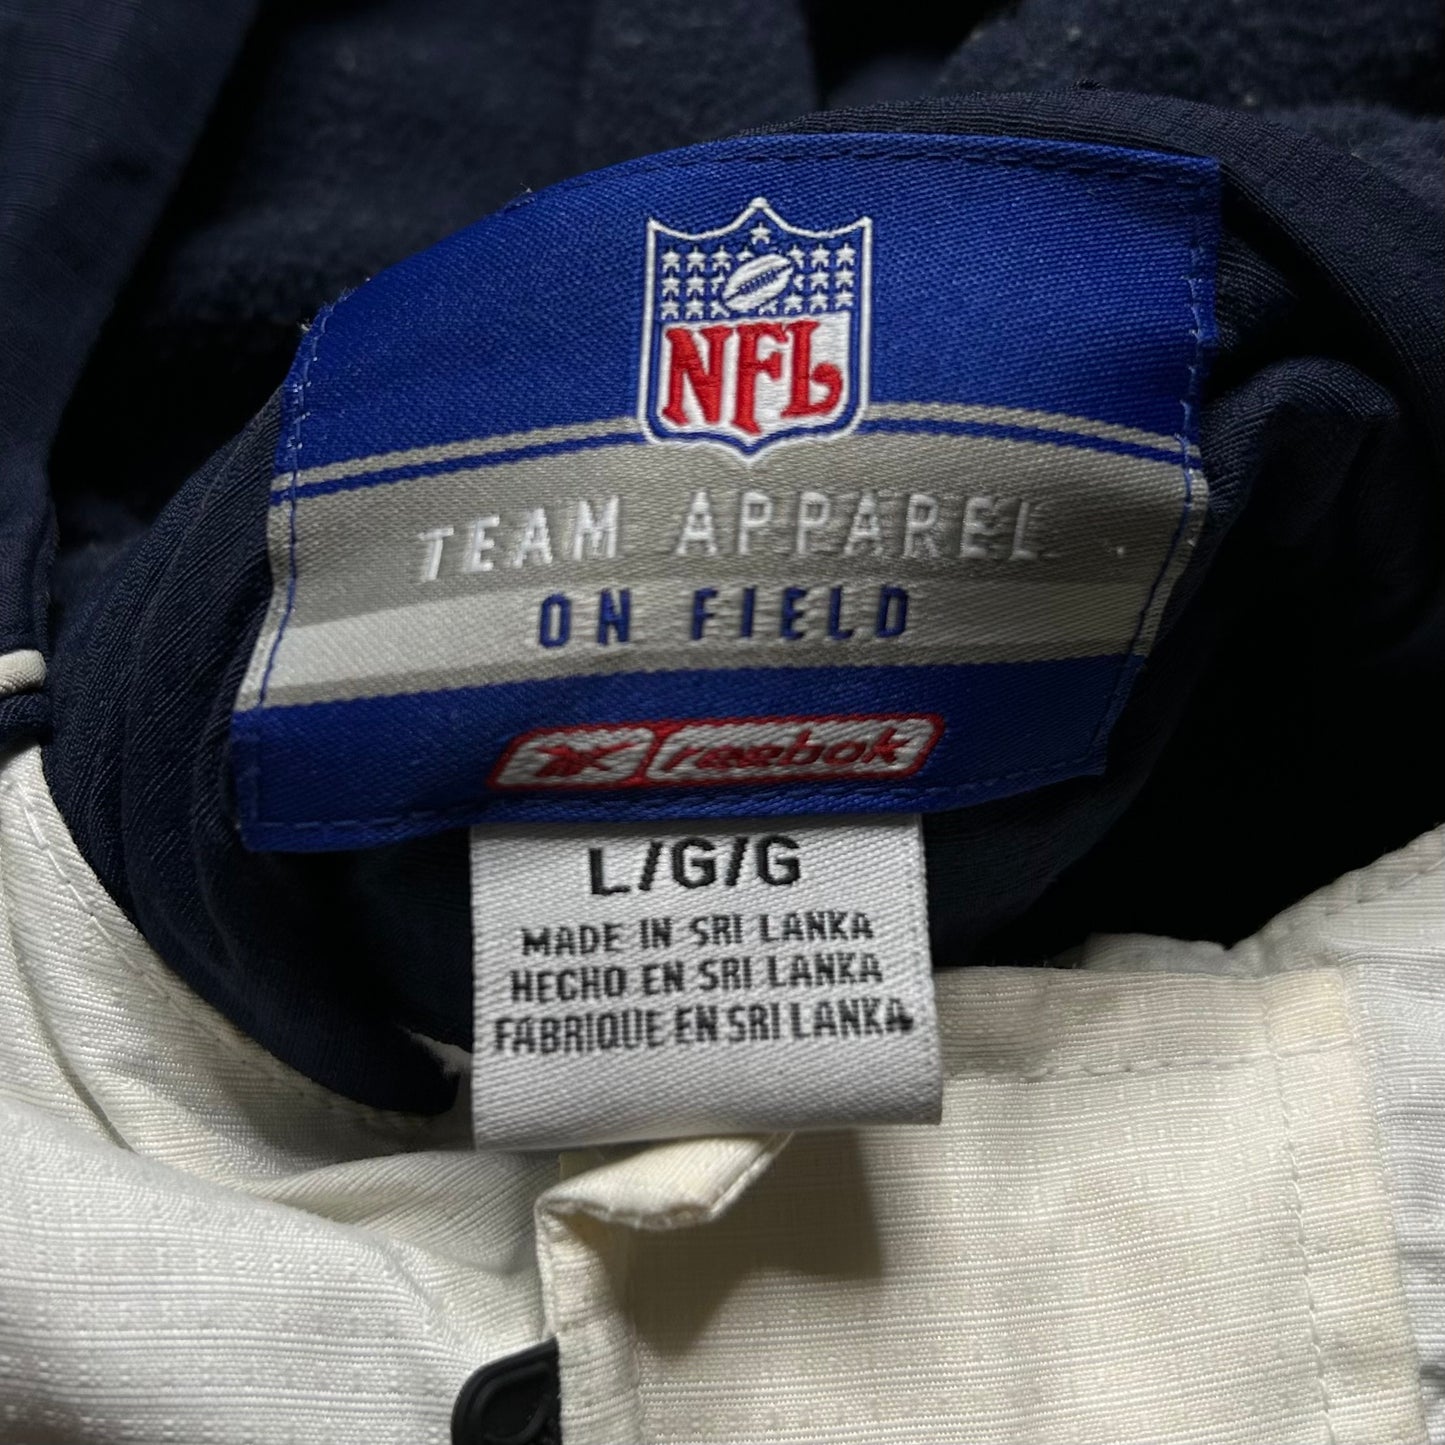 NFL
TEAM APPAREL
ON FIELD
Reebok
L/G/G
MADE IN SRI LANKA
HECHO EN SRI LANKA
FABRIQUE EN SRI LANKA